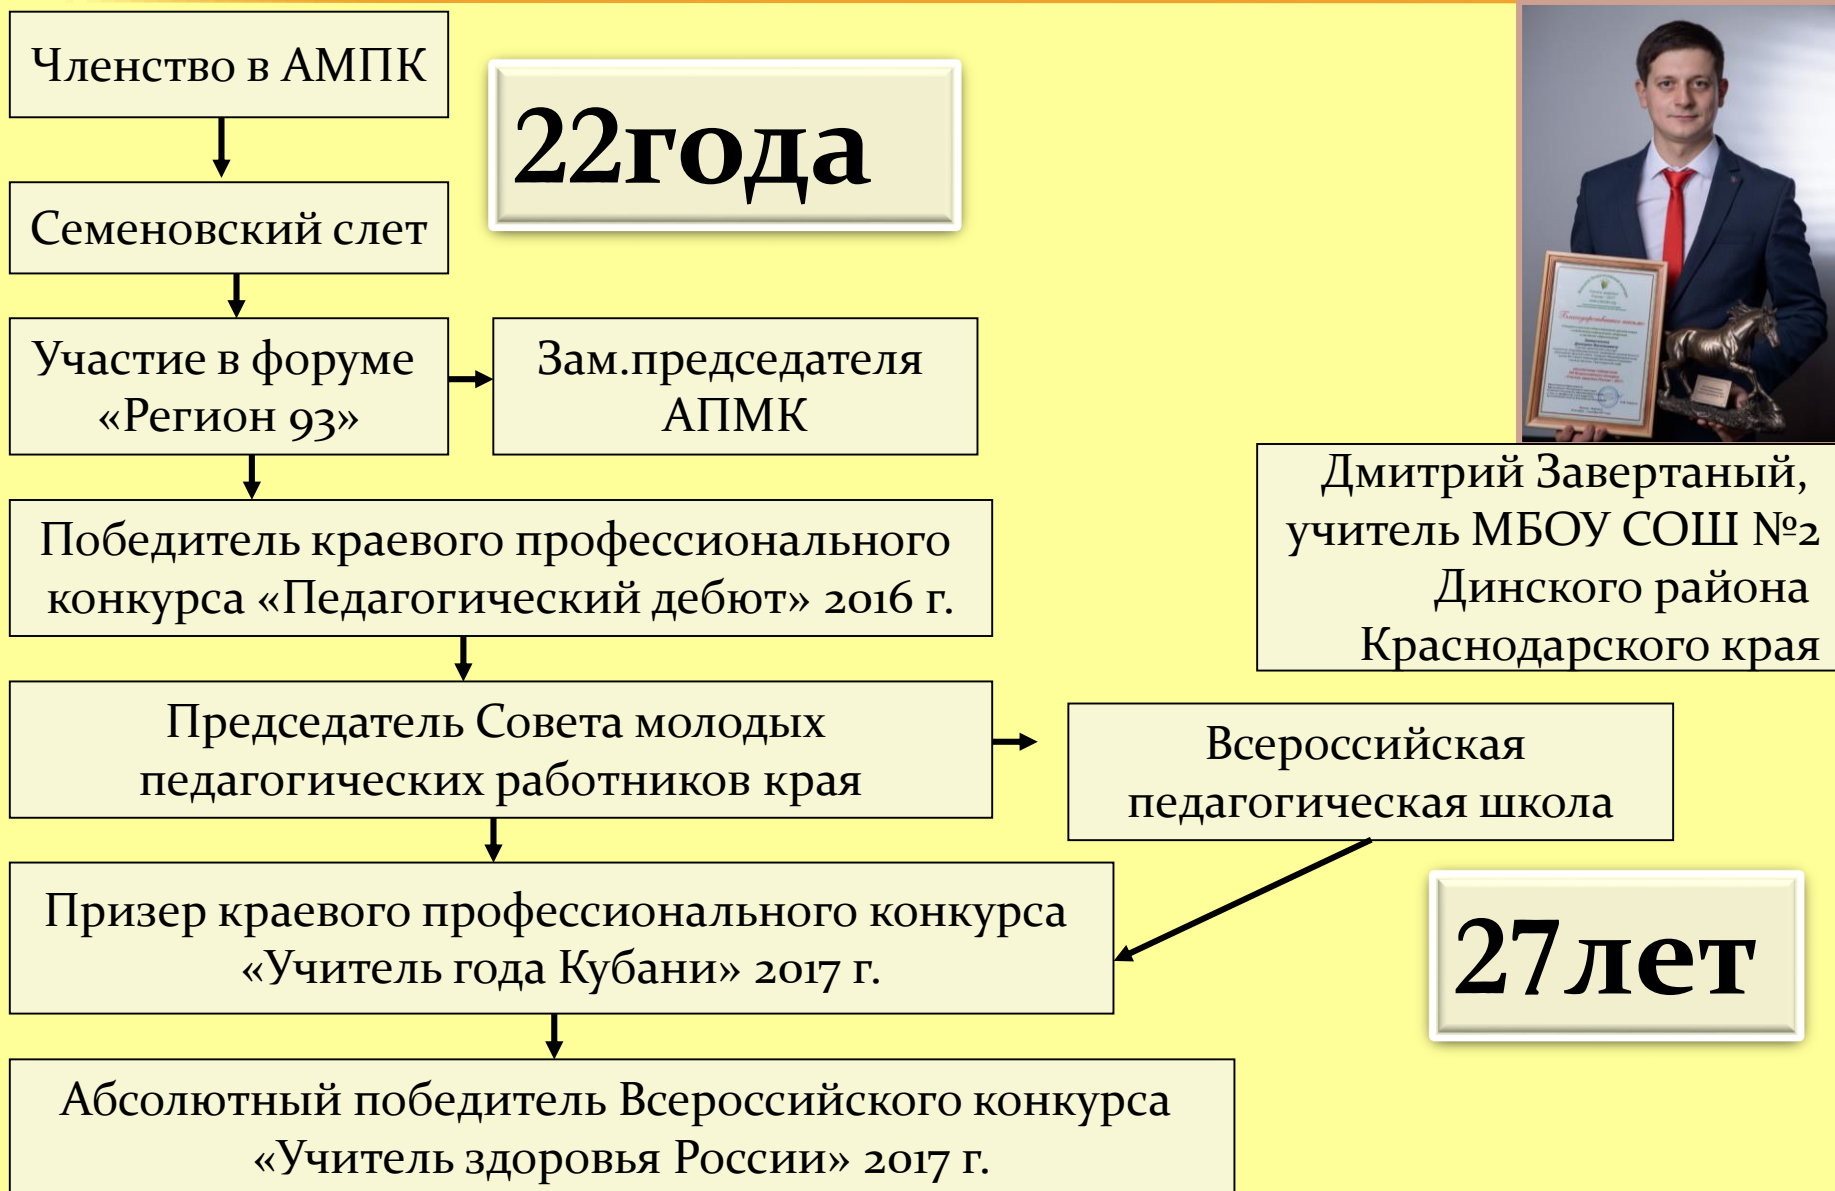 Членство в АМПК
22года
Семеновский слет
Участие в форуме
«Регион 93»
Зам.председателя
АПМК
Победитель краевого профессионального
конкурса «Педагогический дебют» 2016 г.
Дмитрий Завертаный,
учитель МБОУ СОШ №2
Динского района
Краснодарского края
Председатель Совета молодых
педагогических работников края
Всероссийская
педагогическая школа
Призер краевого профессионального конкурса
«Учитель года Кубани» 2017 г.
27лет
Абсолютный победитель Всероссийского конкурса
«Учитель здоровья России» 2017 г.
Благодарственное письмо